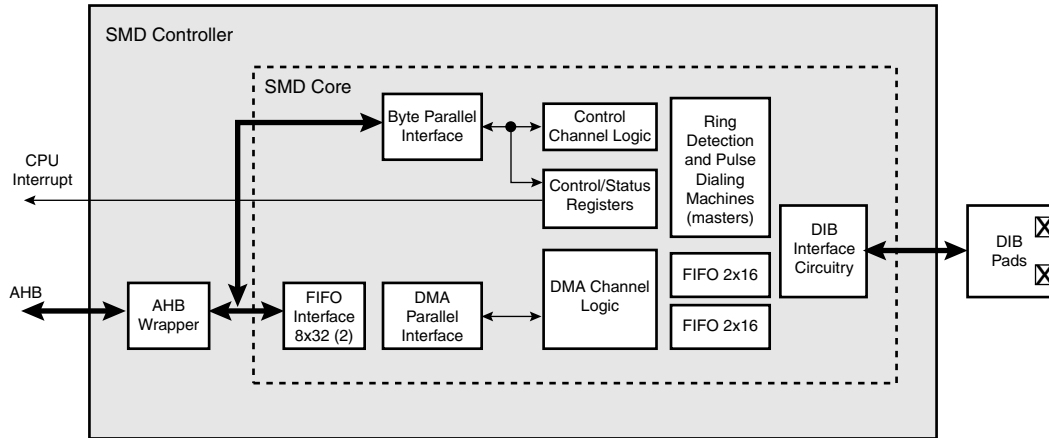 SMD Controller
SMD Core
Byte Parallel
Interface
Control
Channel Logic
Ring
Detection
and Pulse
Dialing
Machines
(masters)
CPU
Interrupt
Control/Status
Registers
DIB
Interface
Circuitry
DIB
Pads
AHB
AHB
Wrapper
FIFO
Interface
8x32 (2)
DMA
Parallel
Interface
DMA Channel
Logic
FIFO 2x16
FIFO 2x16